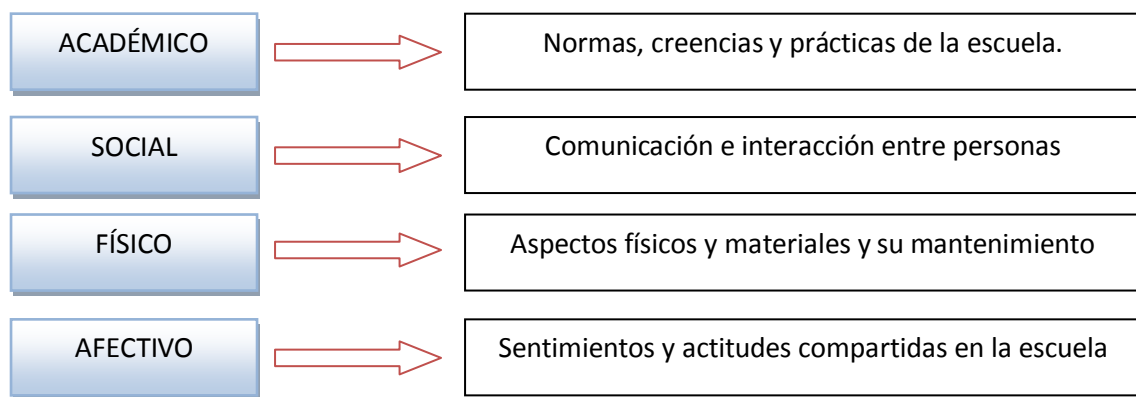 ACADÉMICO
Normas, creencias y prácticas de la escuela.
SOCIAL
Comunicación e interacción entre personas
FÍSICO
Aspectos físicos y materiales y su mantenimiento
AFECTIVO
Sentimientos y actitudes compartidas en la escuela